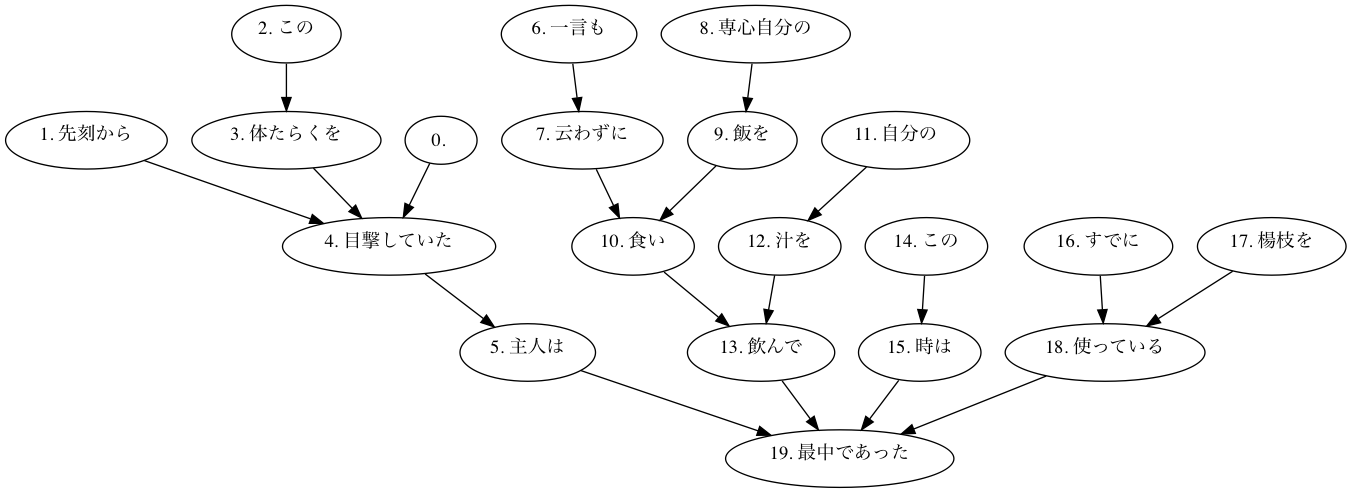 2. この
6. 一言も
8. 専心自分の
1. 先刻から
3. 体たらくを
0.
7. 云わずに
9. 飯を
11. 自分の
4. 目撃していた
10. 食い
12. 汁を
14. この
16. すでに
17. 楊枝を
5. 主人は
13. 飲んで
15. 時は
18. 使っている
19. 最中であった